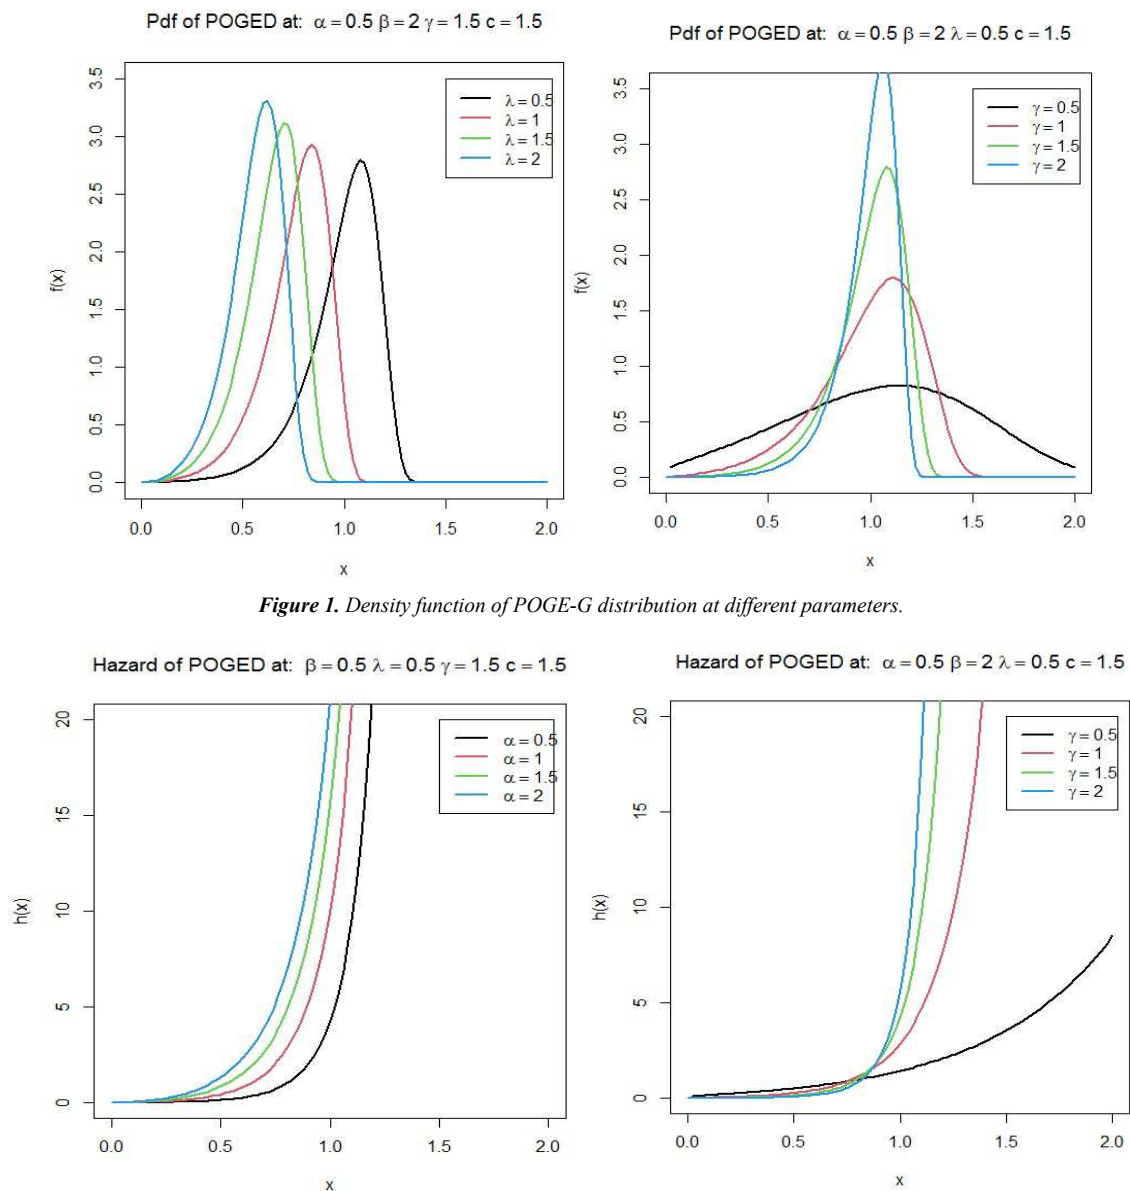 Pdf of POGED at: α = 0.5 β = 2 γ = 1.5 c = 1.5
f(x)
3.5
3.0
2.5
2.0
1.5
1.0
0.5
0.0
λ = 0.5
λ = 1
λ = 1.5
λ = 2
0.0 0.5 1.0 1.5 2.0
x
Pdf of POGED at: α = 0.5 β = 2 λ = 0.5 c = 1.5
f(x)
3.5
3.0
2.5
2.0
1.5
1.0
0.5
0.0
γ = 0.5
γ = 1
γ = 1.5
γ = 2
0.0 0.5 1.0 1.5 2.0
x
Figure 1. Density function of POGE-G distribution at different parameters.
Hazard of POGED at: β = 0.5 λ = 0.5 γ = 1.5 c = 1.5
h(x)
20
15
10
5
0
α = 0.5
α = 1
α = 1.5
α = 2
0.0 0.5 1.0 1.5 2.0
x
Hazard of POGED at: α = 0.5 β = 2 λ = 0.5 c = 1.5
h(x)
20
15
10
5
0
γ = 0.5
γ = 1
γ = 1.5
γ = 2
0.0 0.5 1.0 1.5 2.0
x